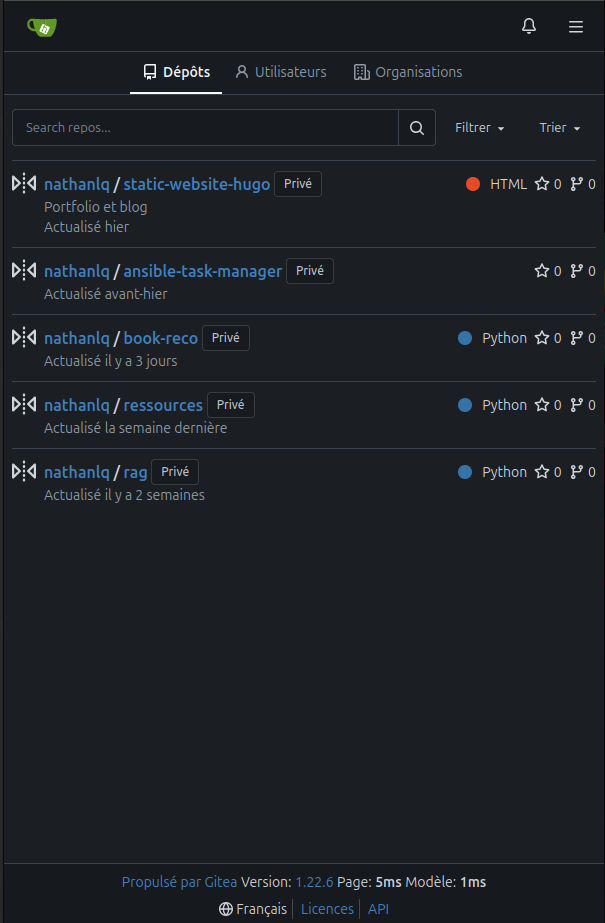 Dépôts Utilisateurs Organisations
Search repos... Filtrer Trier
nathanlq / static-website-hugo Privé HTML 0 0
Portfolio et blog
Actualisé hier
nathanlq / ansible-task-manager Privé 0 0
Actualisé avant-hier
nathanlq / book-reco Privé Python 0 0
Actualisé il y a 3 jours
nathanlq / ressources Privé Python 0 0
Actualisé la semaine dernière
nathanlq / rag Privé Python 0 0
Actualisé il y a 2 semaines
Propulsé par Gitea Version: 1.22.6 Page: 5ms Modèle: 1ms
Français Licences API